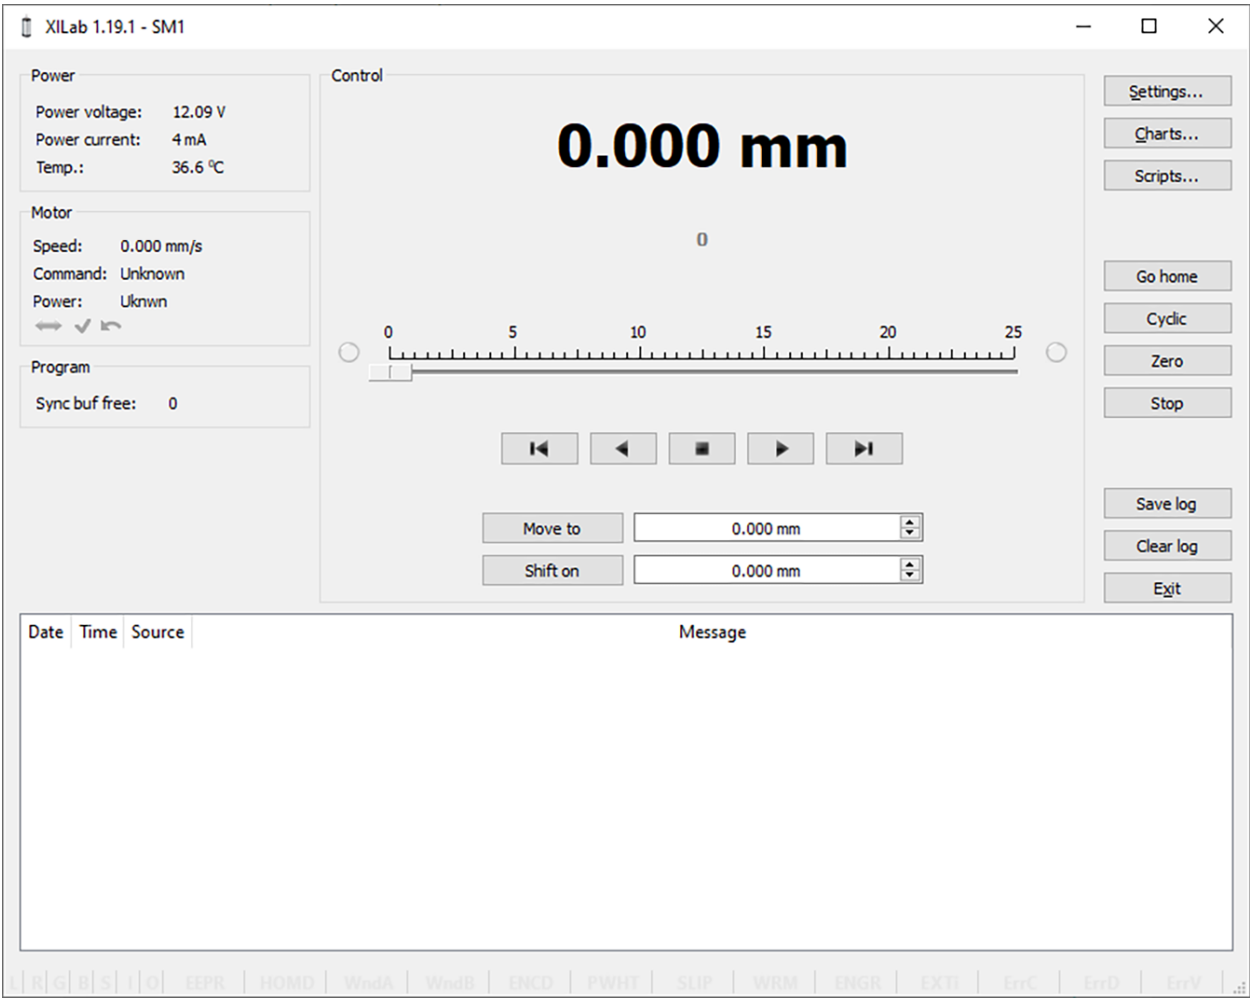 XILab 1.19.1 - SM1
Power
Power voltage: 12.09 V
Power current: 4 mA
Temp.: 36.6 ⁰C
Motor
Speed: 0.000 mm/s
Command: Unknown
Power: Uknwn
Program
Sync buf free: 0
Control
0.000 mm
0
0 5 10 15 20 25
Move to 0.000 mm
Shift on 0.000 mm
Settings...
Charts...
Scripts...
Go home
Cyclic
Zero
Stop
Save log
Clear log
Exit
Date Time Source Message
L R G B S I O EEPR HOMD WndA WndB ENCD PWHT SLIP WRM ENGR EXTi ErrC ErrD ErrV